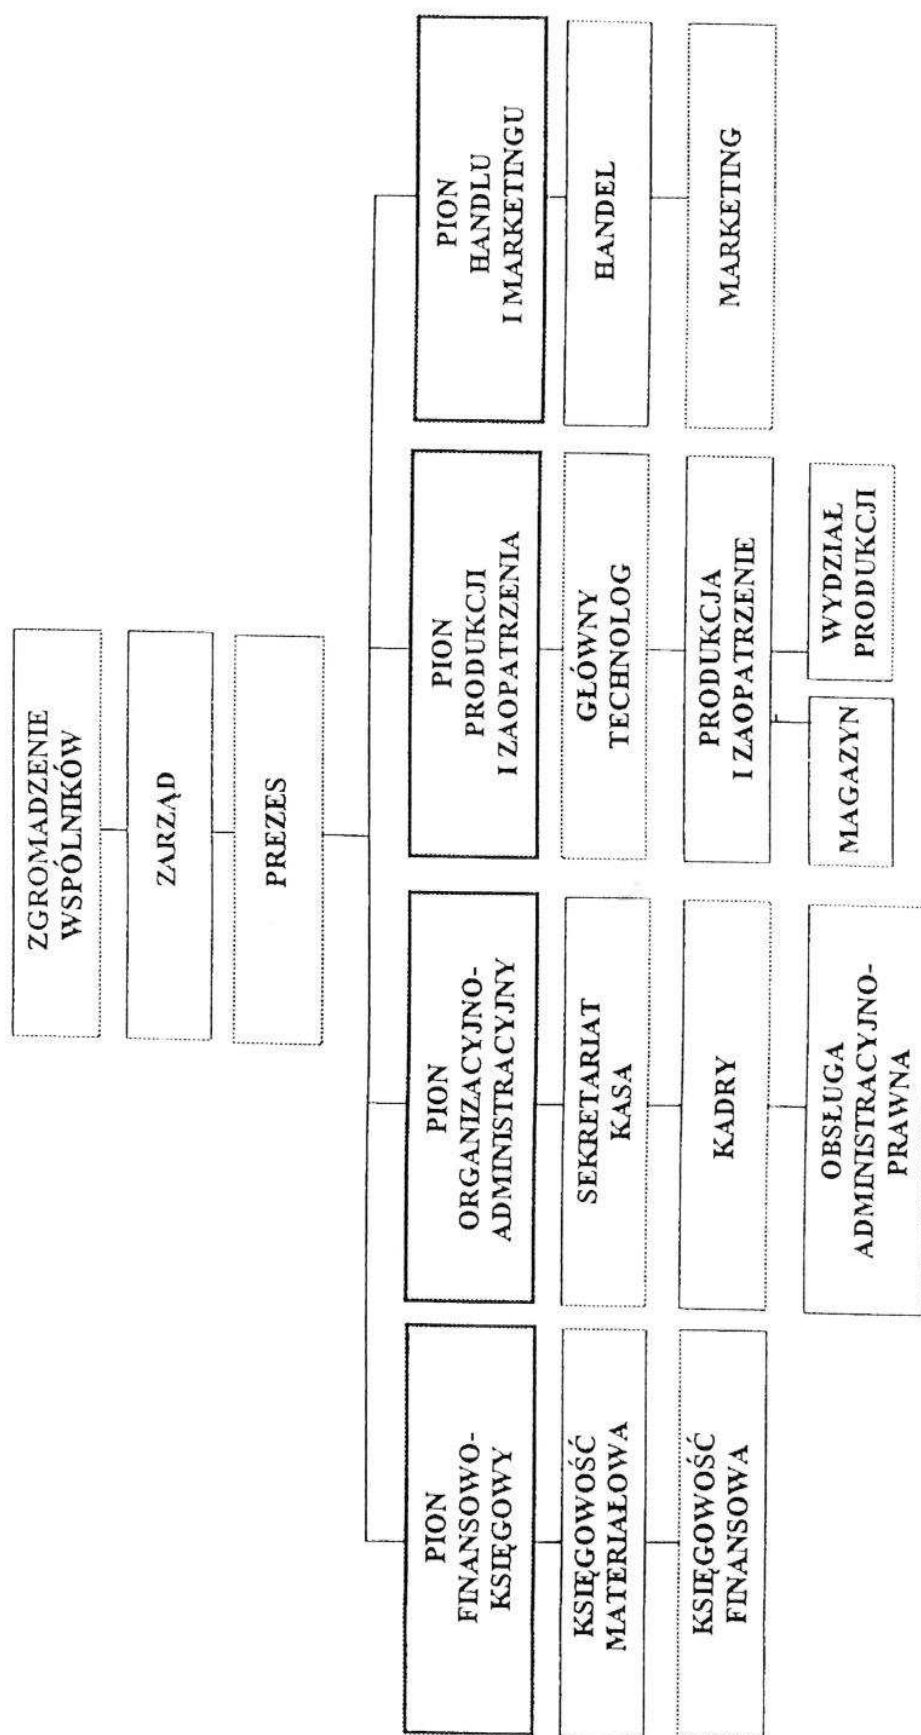 ZGROMADZENIE
WSPÓLNIKÓW
ZARZĄD
PREZES
PION
FINANSOWO-
KSIĘGOWY
KSIĘGOWOŚĆ
MATERIAŁOWA
KSIĘGOWOŚĆ
FINANSOWA
PION
ORGANIZACYJNO-
ADMINISTRACYJNY
SEKRETARIAT
KASA
KADRY
OBSŁUGA
ADMINISTRACYJNO-
PRAWNA
PION
PRODUKCJI
I ZAOPATRZENIA
GŁÓWNY
TECHNOLOG
PRODUKCJA
I ZAOPATRZENIE
MAGAZYN
WYDZIAŁ
PRODUKCJI
PION
HANDLU
I MARKETINGU
HANDEL
MARKETING